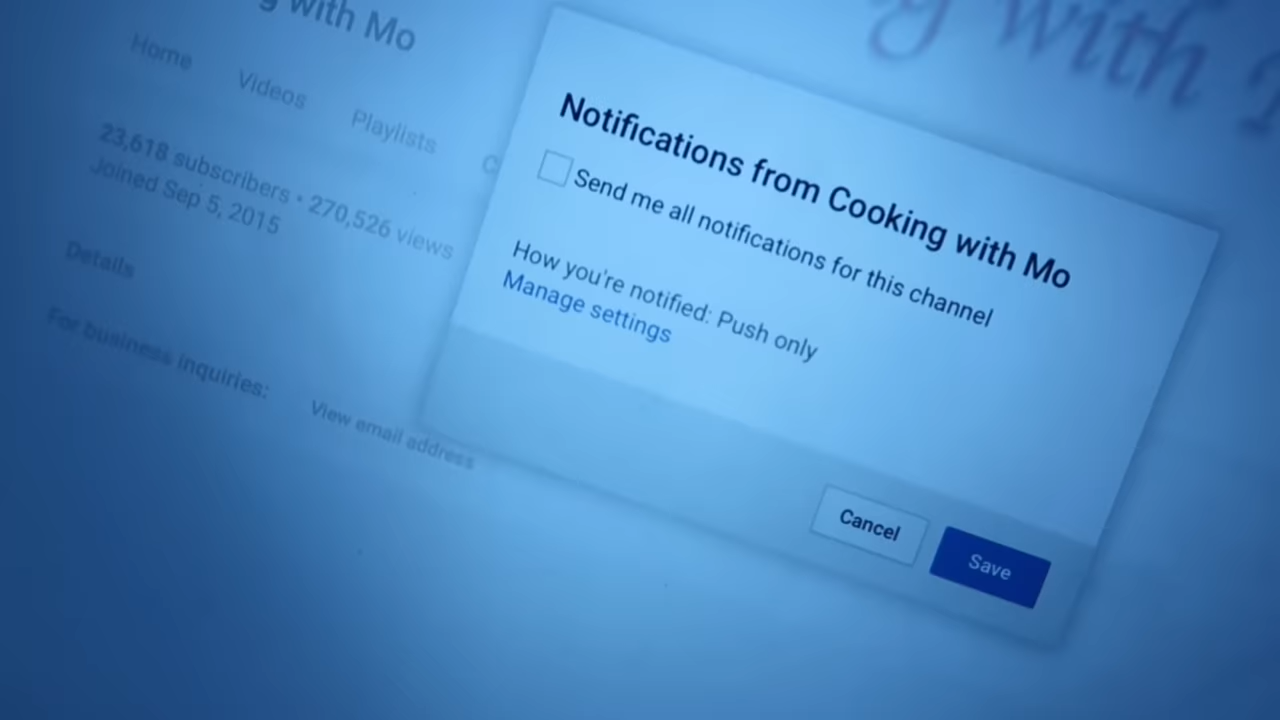 g with Mo
g with
Home Videos Playlists C
23,618 subscribers • 270,526 views
Joined Sep 5, 2015
Details
For business inquiries: View email address
Notifications from Cooking with Mo
Send me all notifications for this channel
How you're notified: Push only
Manage settings
Cancel
Save